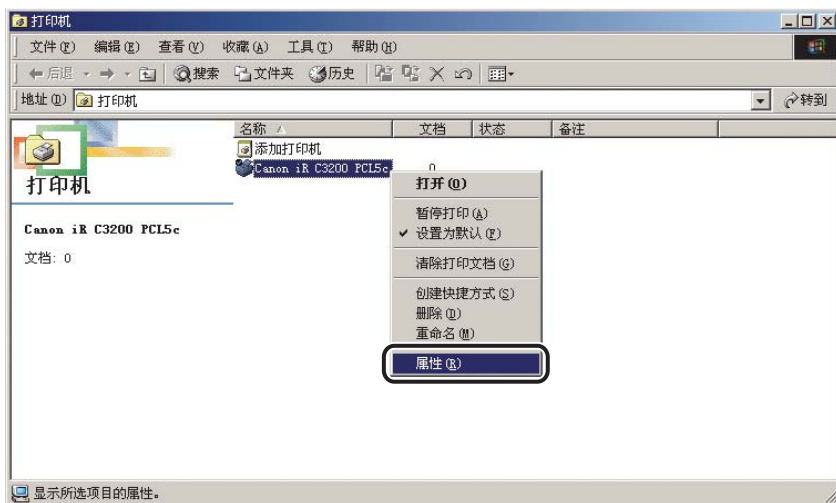 打印机
文件(F) 编辑(E) 查看(V) 收藏(A) 工具(T) 帮助(H)
后退 搜索 文件夹 历史
地址(D) 打印机 转到
名称 文档 状态 备注
添加打印机
Canon iR C3200 PCL5c 0
打印机
Canon iR C3200 PCL5c
文档: 0
打开(O)
暂停打印(A)
设置为默认(F)
清除打印文档(G)
创建快捷方式(S)
删除(D)
重命名(M)
属性(R)
显示所选项目的属性。